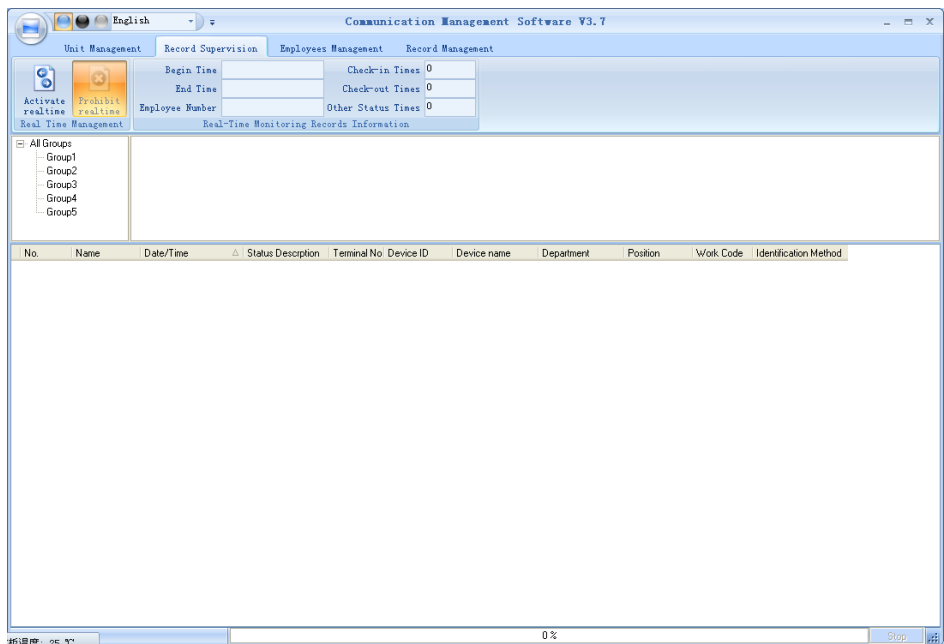 English
Communication Management Software V3.7
Unit Management Record Supervision Employees Management Record Management
Begin Time Check-in Times 0
End Time Check-out Times 0
Activate realtime Prohibit realtime
Employee Number Other Status Times 0
Real Time Management Real-Time Monitoring Records Information
All Groups
Group1
Group2
Group3
Group4
Group5
No. Name Date/Time Status Descrption Terminal No Device ID Device name Department Position Work Code Identification Method
0 %
Stop
温度: 35 ℃